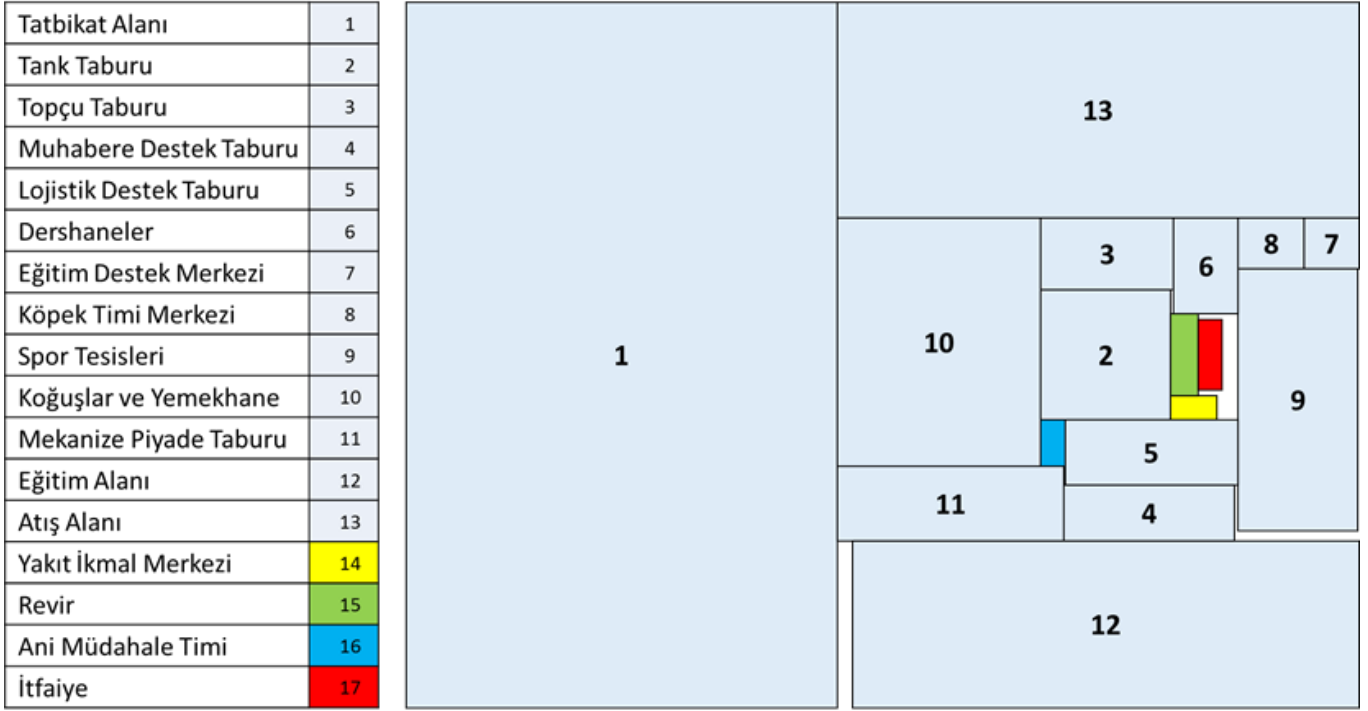 Tatbikat Alanı 1
Tank Taburu 2
Topçu Taburu 3
Muhabere Destek Taburu 4
Lojistik Destek Taburu 5
Dershaneler 6
Eğitim Destek Merkezi 7
Köpek Timi Merkezi 8
Spor Tesisleri 9
Koğuşlar ve Yemekhane 10
Mekanize Piyade Taburu 11
Eğitim Alanı 12
Atış Alanı 13
Yakıt İkmal Merkezi 14
Revir 15
Ani Müdahale Timi 16
İtfaiye 17
13
3
6
8
7
1
10
2
9
5
11
4
12